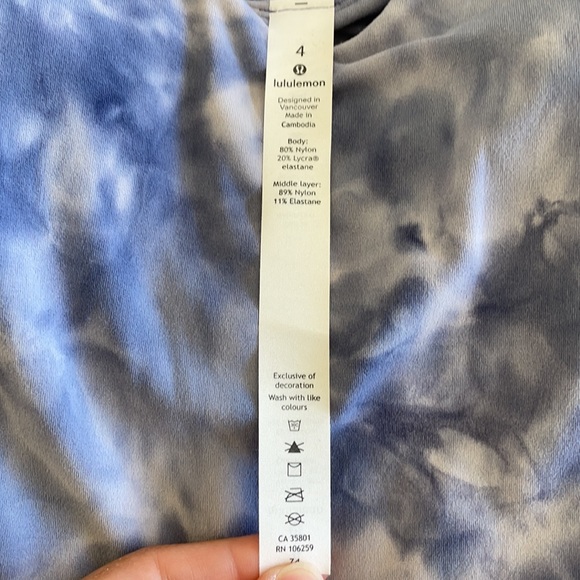 4
lululemon
Designed in
Vancouver
Made in
Cambodia
Body:
80% Nylon
20% Lycra®
elastane
Middle layer:
89% Nylon
11% Elastane
Exclusive of
decoration
Wash with like
colours
CA 35801
RN 106259